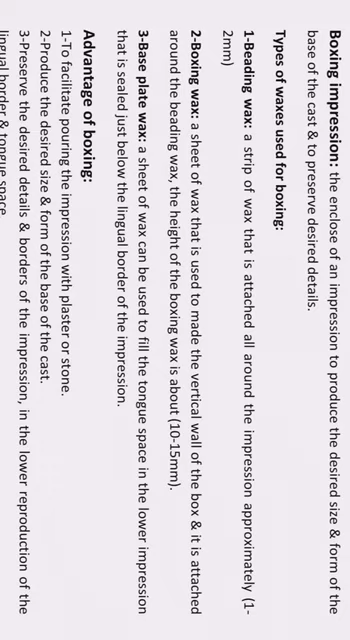 Boxing impression: the enclose of an impression to produce the desired size & form of the
base of the cast & to preserve desired details.
Types of waxes used for boxing:
1-Beading wax: a strip of wax that is attached all around the impression approximately (1-
2mm)
2-Boxing wax: a sheet of wax that is used to made the vertical wall of the box & it is attached
around the beading wax, the height of the boxing wax is about (10-15mm).
3-Base plate wax: a sheet of wax can be used to fill the tongue space in the lower impression
that is sealed just below the lingual border of the impression.
Advantage of boxing:
1-To facilitate pouring the impression with plaster or stone.
2-Produce the desired size & form of the base of the cast.
3-Preserve the desired details & borders of the impression, in the lower reproduction of the
lingual border & tongue space.